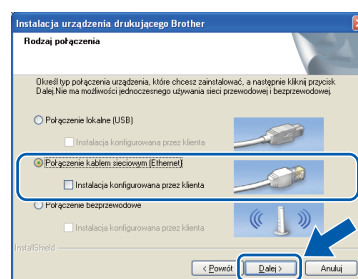 Instalacja urządzenia drukującego Brother
Rodzaj połączenia
Określ typ połączenia urządzenia, które chcesz zainstalować, a następnie kliknij przycisk
Dalej.Nie ma możliwości jednoczesnego używania sieci przewodowej i bezprzewodowej.
Połączenie lokalne (USB)
Instalacja konfigurowana przez klienta
Połączenie kablem sieciowym (Ethernet)
Instalacja konfigurowana przez klienta
Połączenie bezprzewodowe
Instalacja konfigurowana przez klienta
InstallShield
< Powrót Dalej > Anuluj